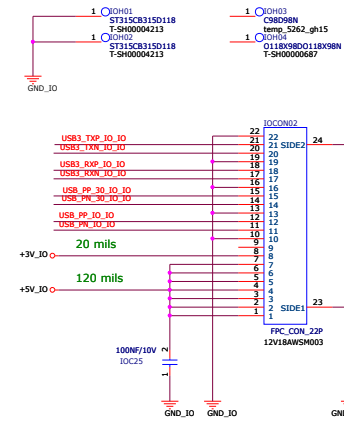 1 IOH01
ST315CB315D118
T-SH00004213
1 IOH02
ST315CB315D118
T-SH00004213
GND_IO
1 IOH03
C98D98N
temp_5262_gh15
1 IOH04
O118X98DO118X98N
T-SH00000687
IOCON02
22 22
USB3_TXP_IO_IO 21 21 SIDE2 24
USB3_TXN_IO_IO 20 20
19 19
USB3_RXP_IO_IO 18 18
USB3_RXN_IO_IO 17 17
16 16
USB_PP_30_IO_IO 15 15
USB_PN_30_IO_IO 14 14
13 13
USB_PP_IO_IO 12 12
USB_PN_IO_IO 11 11
10 10
20 mils 9 9
+3V_IO 8 8
7 7
6 6
120 mils 5 5
+5V_IO 4 4
3 3
2 2 SIDE1 23
1 1
FPC_CON_22P
12V18AWSM003
100NF/10V 2
IOC25
1
GND_IO GND_IO